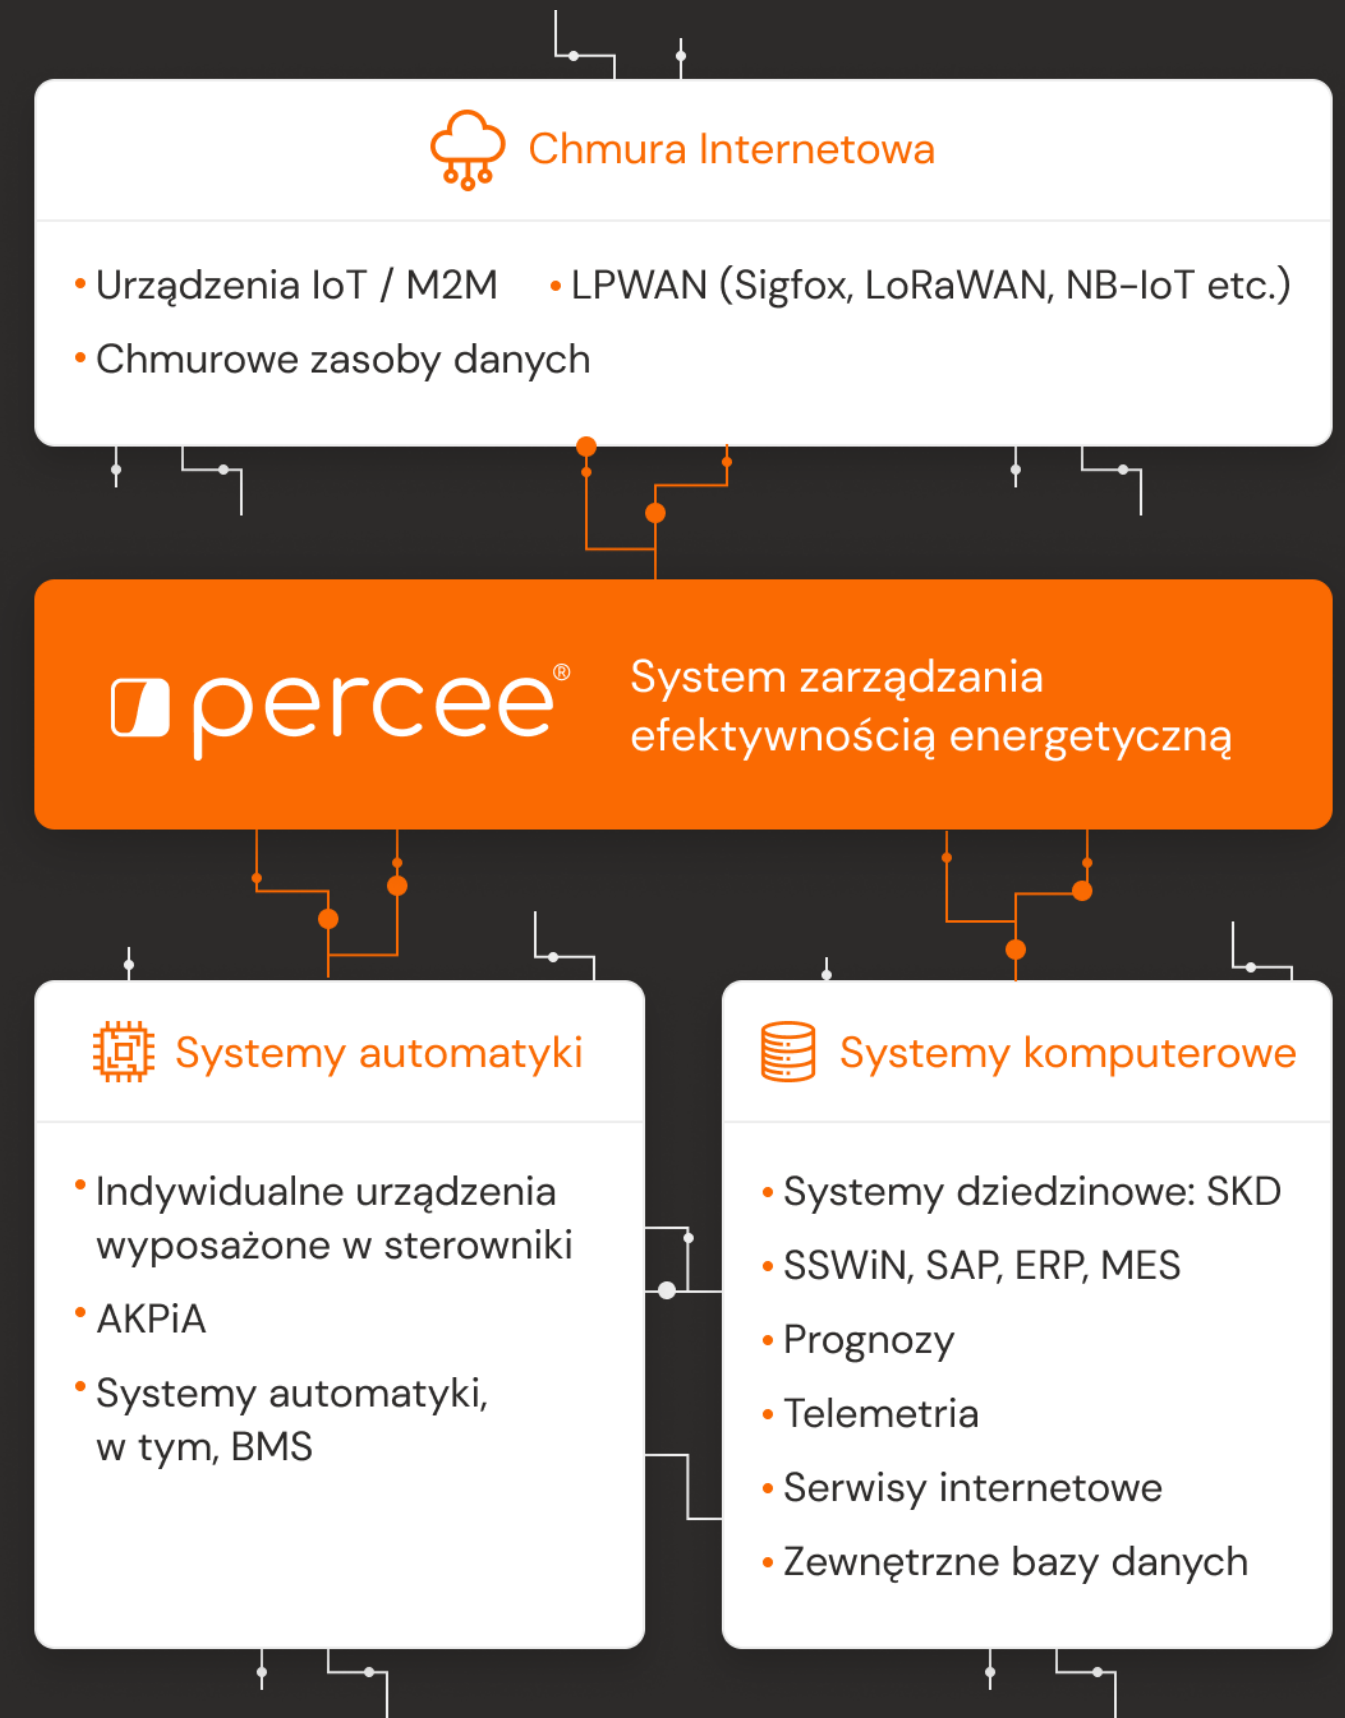 Chmura Internetowa
• Urządzenia IoT / M2M
• LPWAN (Sigfox, LoRaWAN, NB-IoT etc.)
• Chmurowe zasoby danych
percee®
System zarządzania
efektywnością energetyczną
Systemy automatyki
• Indywidualne urządzenia
wyposażone w sterowniki
• AKPiA
• Systemy automatyki,
w tym, BMS
Systemy komputerowe
• Systemy dziedzinowe: SKD
• SSWiN, SAP, ERP, MES
• Prognozy
• Telemetria
• Serwisy internetowe
• Zewnętrzne bazy danych